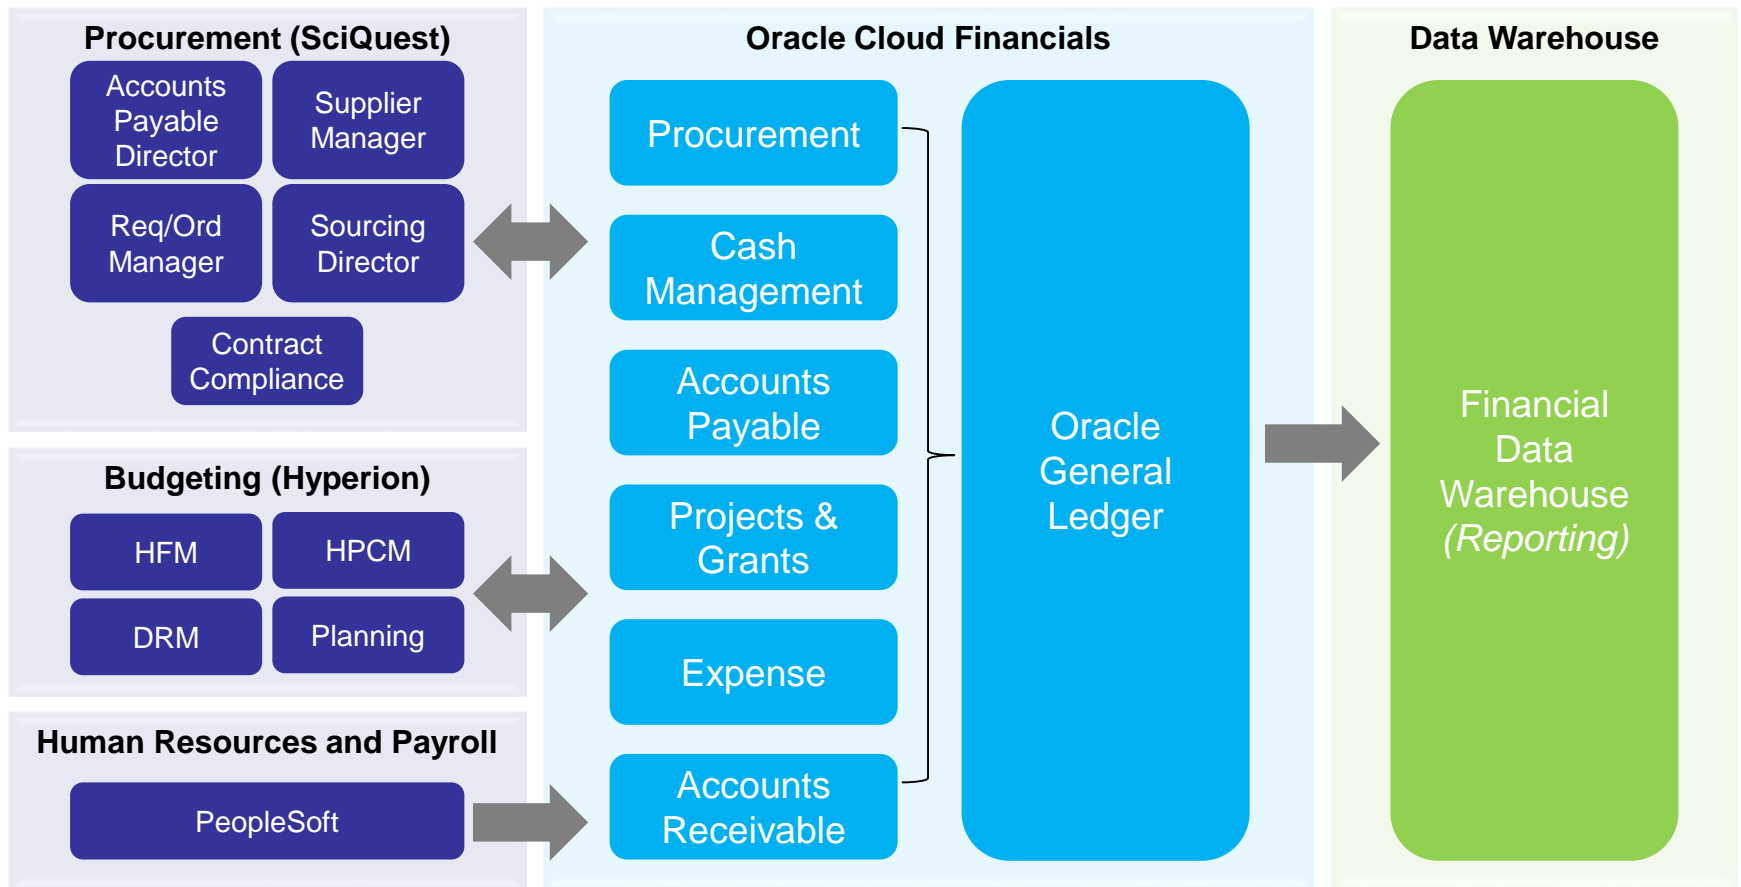 Procurement (SciQuest)
Accounts
Payable
Director
Supplier
Manager
Req/Ord
Manager
Sourcing
Director
Contract
Compliance
Budgeting (Hyperion)
HFM
HPCM
DRM
Planning
Human Resources and Payroll
PeopleSoft
Oracle Cloud Financials
Procurement
Cash
Management
Accounts
Payable
Projects &
Grants
Expense
Accounts
Receivable
Oracle
General
Ledger
Data Warehouse
Financial
Data
Warehouse
(Reporting)